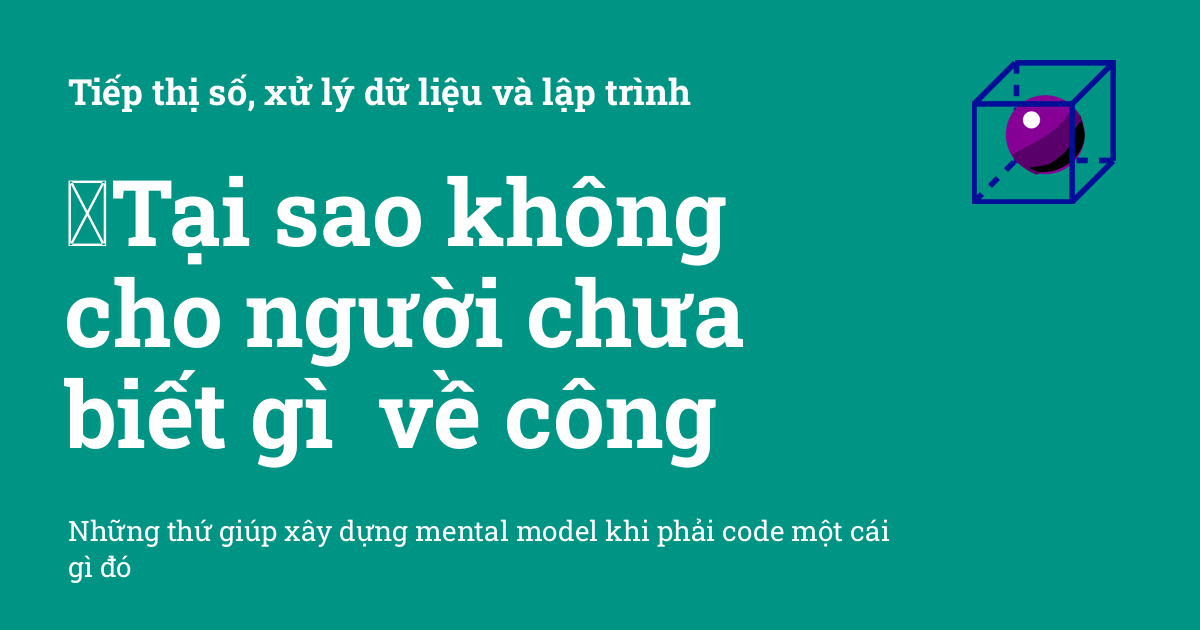 Tiếp thị số, xử lý dữ liệu và lập trình
Tại sao không
cho người chưa
biết gì về công
Những thứ giúp xây dựng mental model khi phải code một cái
gì đó